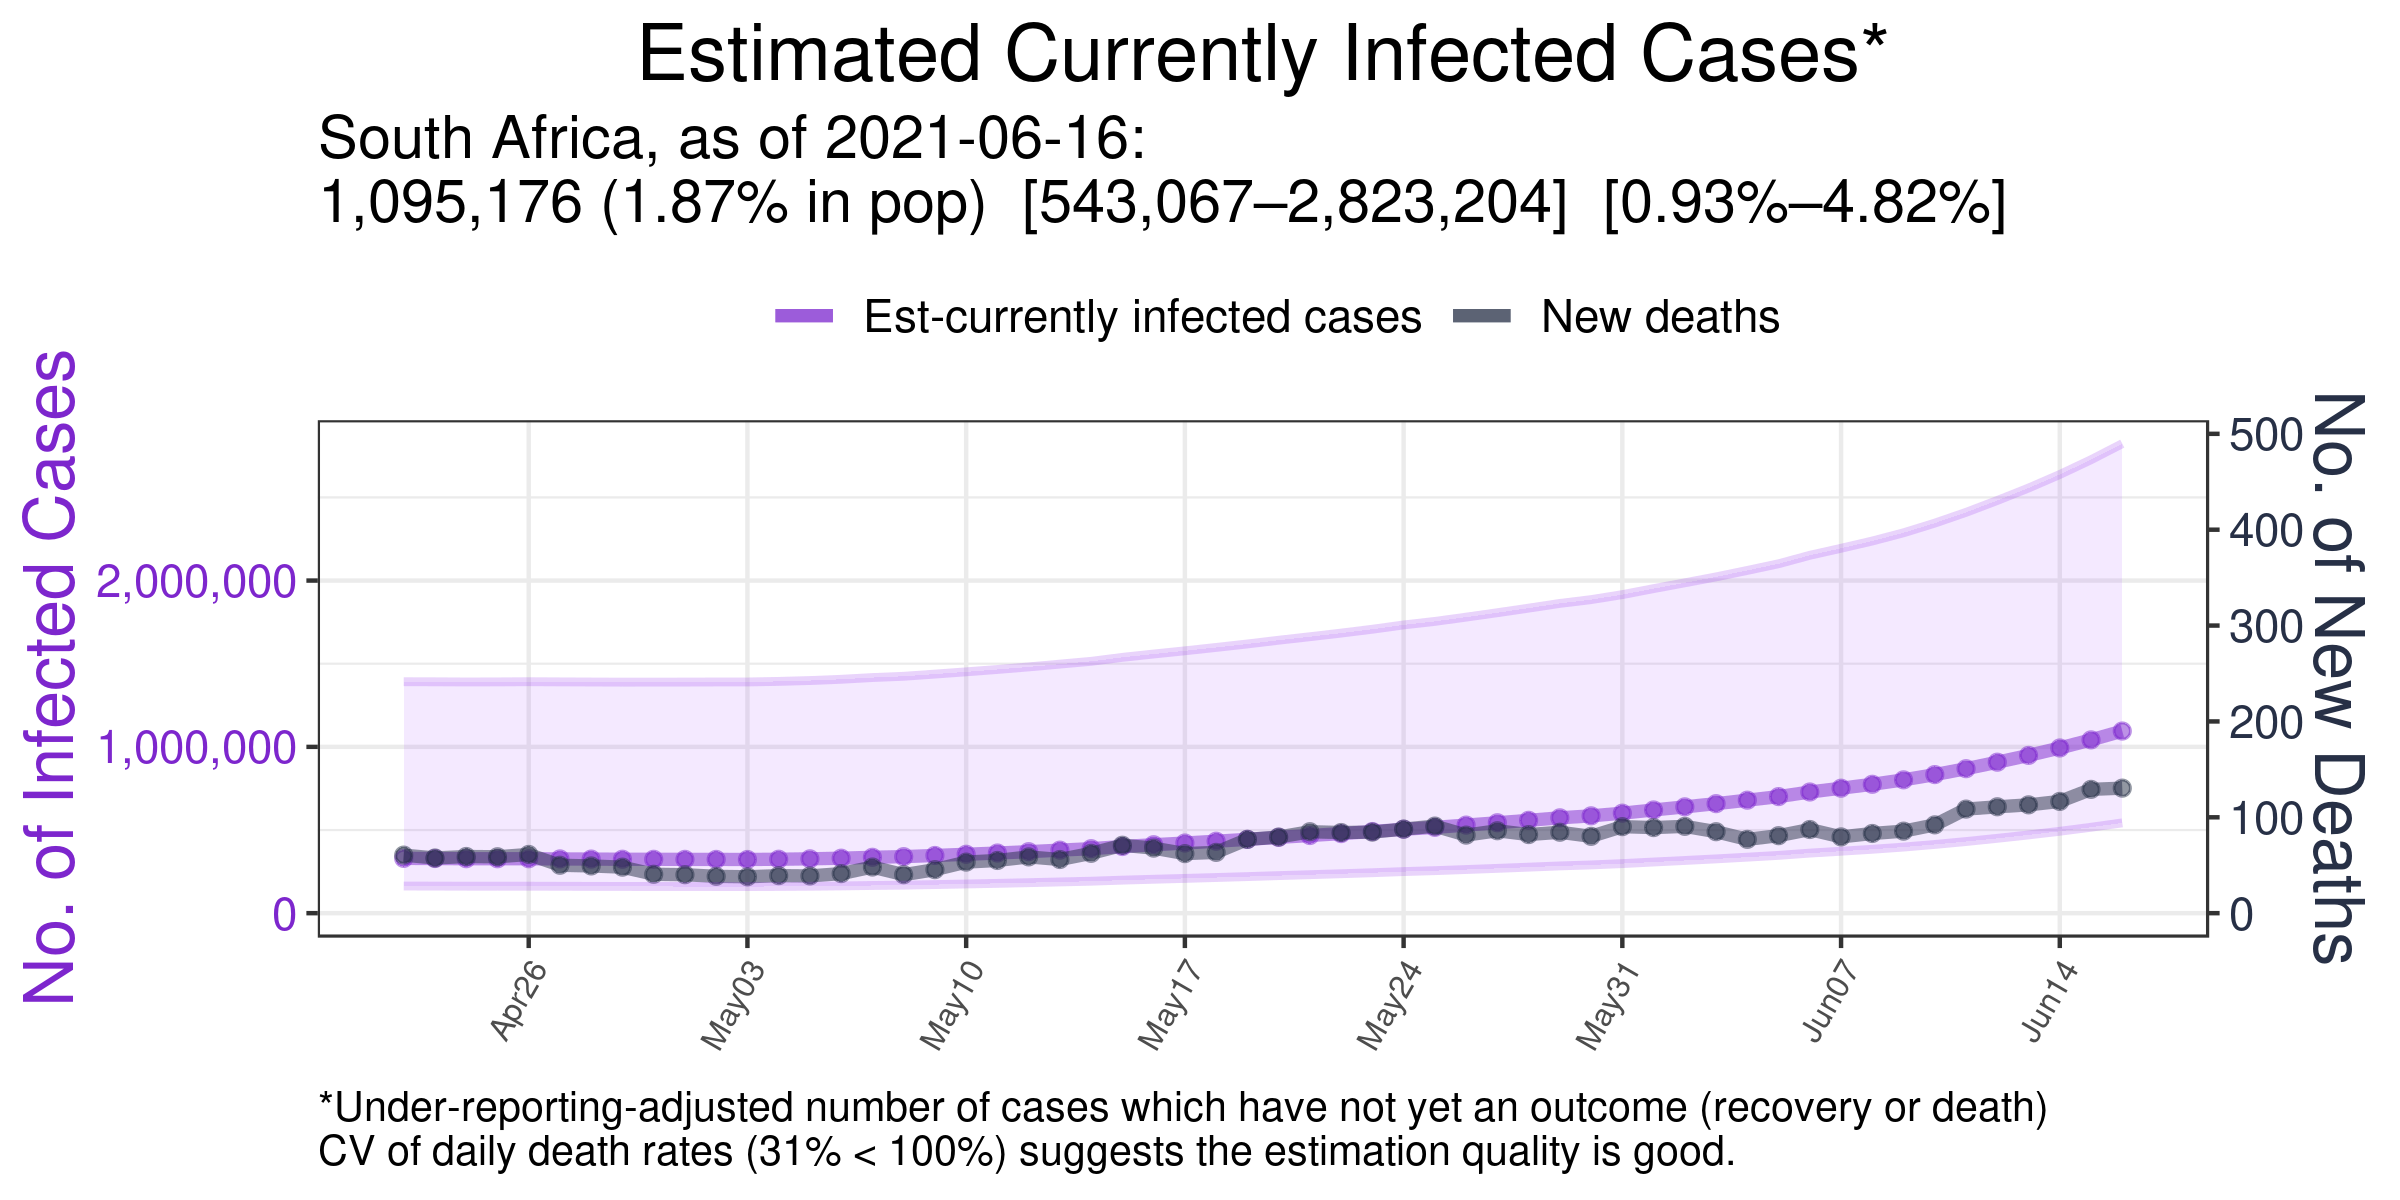 Estimated Currently Infected Cases*
South Africa, as of 2021-06-16:
1,095,176 (1.87% in pop)  [543,067–2,823,204]  [0.93%–4.82%]
Est-currently infected cases
New deaths
No. of Infected Cases
2,000,000
1,000,000
0
500
400
300
200
100
0
No. of New Deaths
Apr26
May03
May10
May17
May24
May31
Jun07
Jun14
*Under-reporting-adjusted number of cases which have not yet an outcome (recovery or death)
CV of daily death rates (31% < 100%) suggests the estimation quality is good.